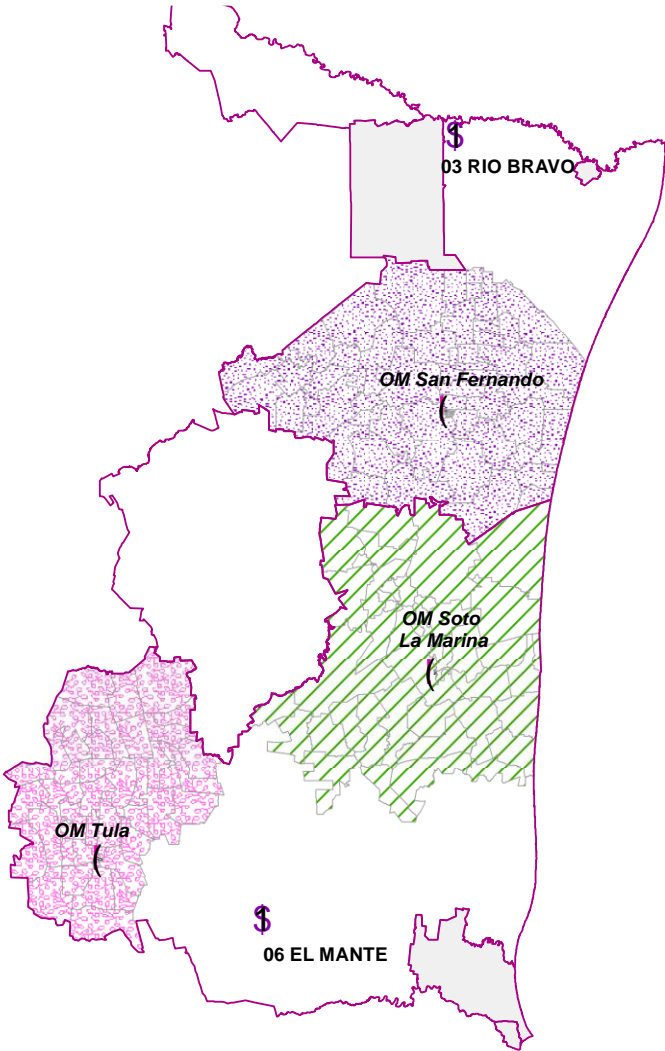 $
03 RIO BRAVO
OM San Fernando
(
OM Soto
La Marina
(
OM Tula
(
$
06 EL MANTE